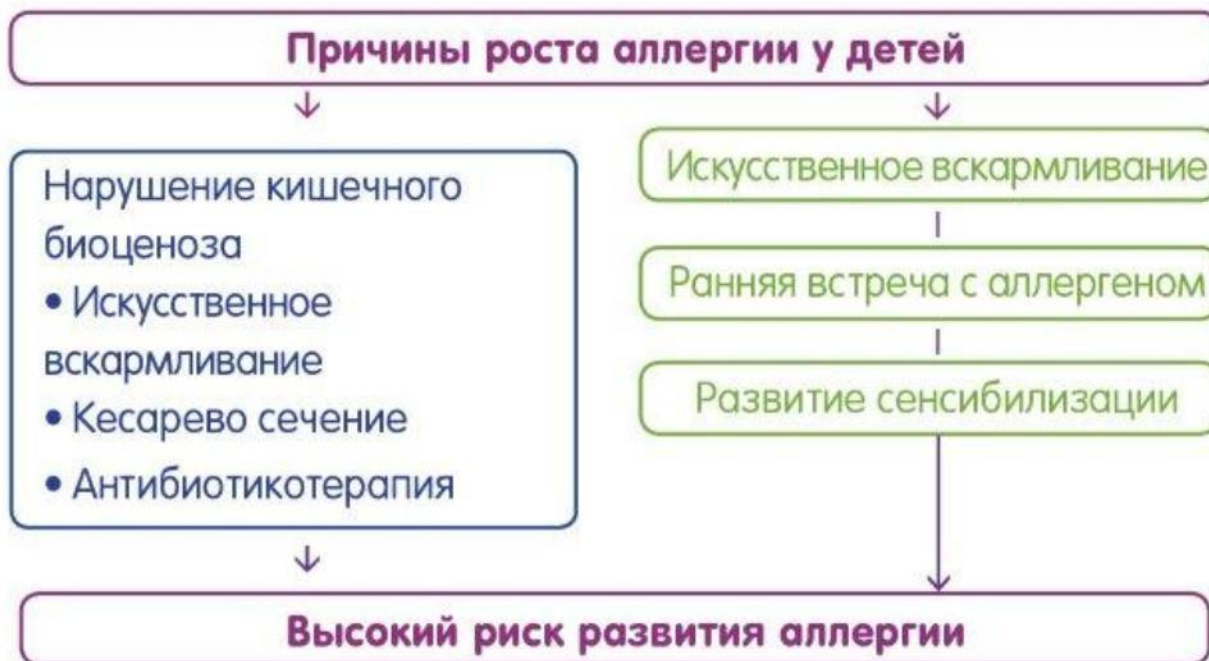 Причины роста аллергии у детей
Нарушение кишечного
биоценоза
• Искусственное
вскармливание
• Кесарево сечение
• Антибиотикотерапия
Искусственное вскармливание
Ранняя встреча с аллергеном
Развитие сенсибилизации
Высокий риск развития аллергии